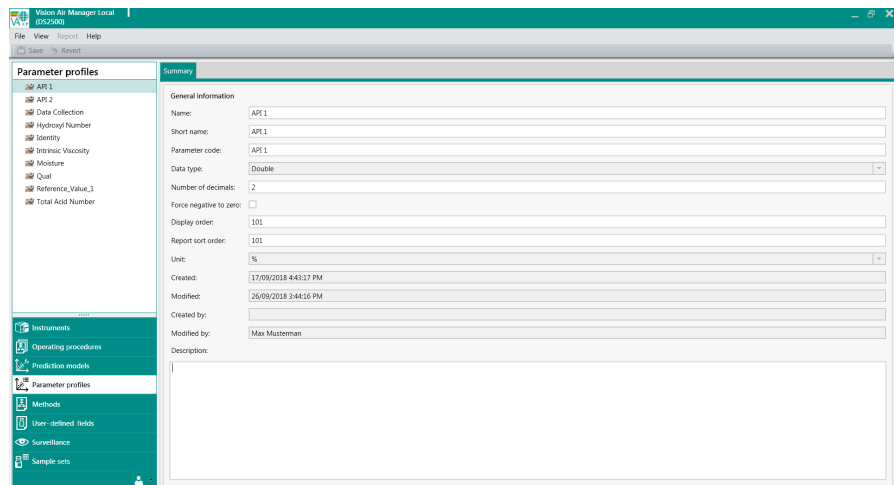 Vision Air Manager Local
(DS2500)
File View Report Help
Save Revert
Parameter profiles
API 1
API 2
Data Collection
Hydroxyl Number
Identity
Intrinsic Viscosity
Moisture
Qual
Reference_Value_1
Total Acid Number
Instruments
Operating procedures
Prediction models
Parameter profiles
Methods
User- defined fields
Surveillance
Sample sets
Summary
General information
Name: API 1
Short name: API 1
Parameter code: API 1
Data type: Double
Number of decimals: 2
Force negative to zero:
Display order: 101
Report sort order: 101
Unit: %
Created: 17/09/2018 4:43:17 PM
Modified: 26/09/2018 3:44:16 PM
Created by:
Modified by: Max Musterman
Description: